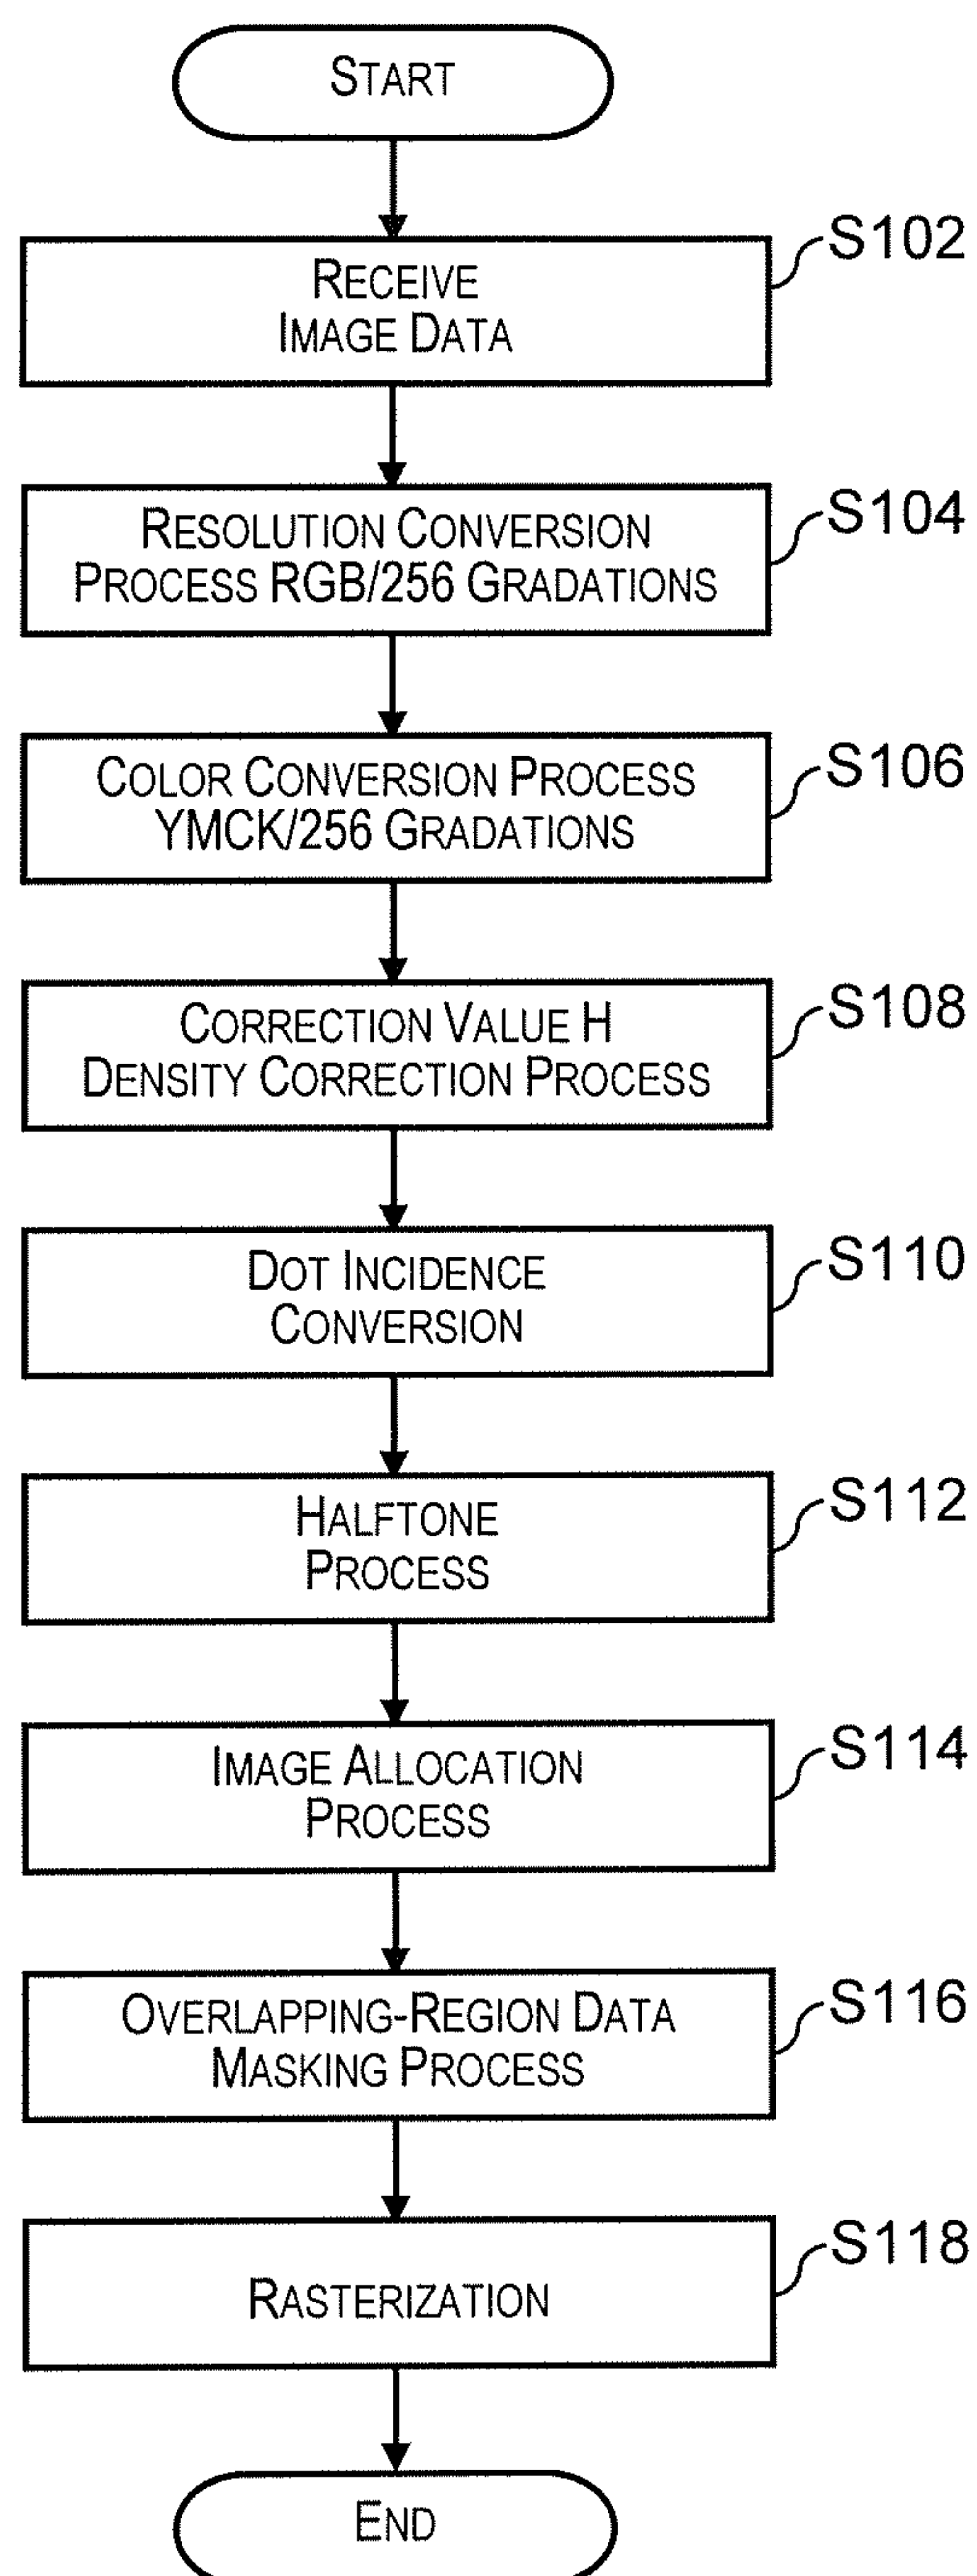 START
S102
RECEIVE
IMAGE DATA
S104
RESOLUTION CONVERSION
PROCESS RGB/256 GRADATIONS
S106
COLOR CONVERSION PROCESS
YMCK/256 GRADATIONS
S108
CORRECTION VALUE H
DENSITY CORRECTION PROCESS
S110
DOT INCIDENCE
CONVERSION
S112
HALFTONE
PROCESS
S114
IMAGE ALLOCATION
PROCESS
S116
OVERLAPPING-REGION DATA
MASKING PROCESS
S118
RASTERIZATION
END